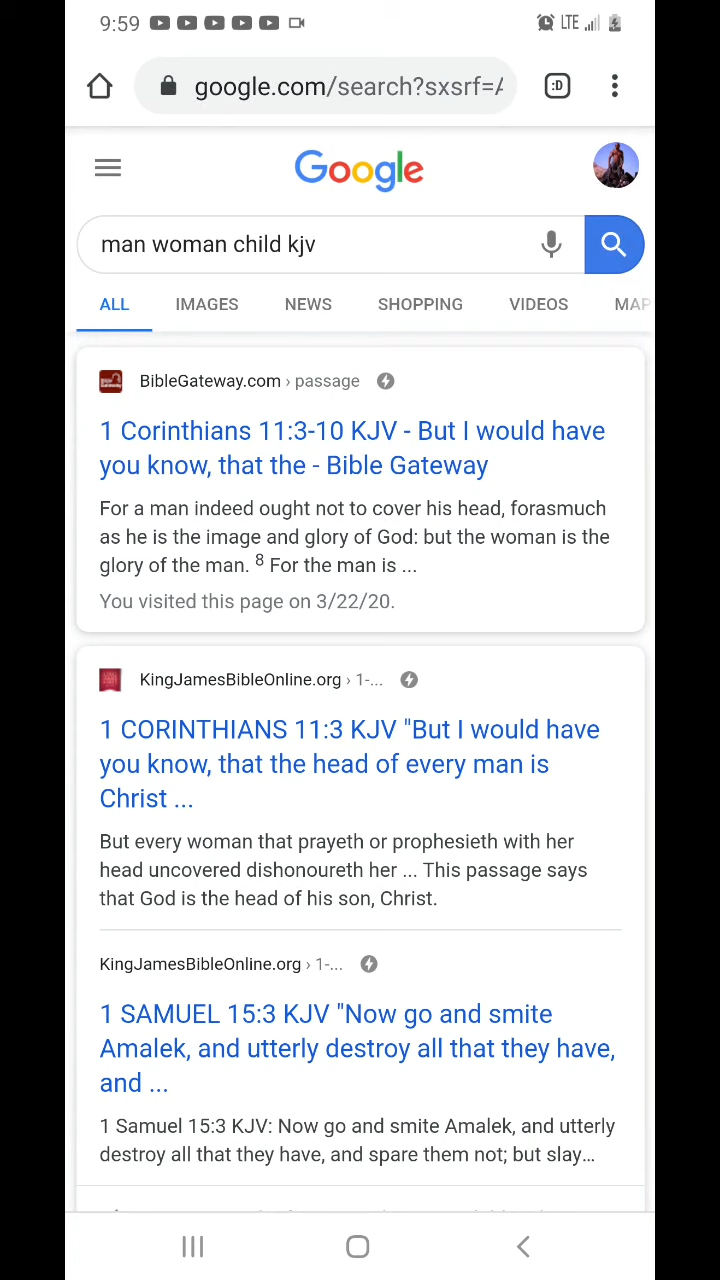 9:59
LTE
google.com/search?sxsrf=A
:D
Google
man woman child kjv
ALL IMAGES NEWS SHOPPING VIDEOS MAP
BibleGateway.com › passage
1 Corinthians 11:3-10 KJV - But I would have
you know, that the - Bible Gateway
For a man indeed ought not to cover his head, forasmuch
as he is the image and glory of God: but the woman is the
glory of the man. 8 For the man is ...
You visited this page on 3/22/20.
KingJamesBibleOnline.org › 1-...
1 CORINTHIANS 11:3 KJV "But I would have
you know, that the head of every man is
Christ ...
But every woman that prayeth or prophesieth with her
head uncovered dishonoureth her ... This passage says
that God is the head of his son, Christ.
KingJamesBibleOnline.org › 1-...
1 SAMUEL 15:3 KJV "Now go and smite
Amalek, and utterly destroy all that they have,
and ...
1 Samuel 15:3 KJV: Now go and smite Amalek, and utterly
destroy all that they have, and spare them not; but slay...